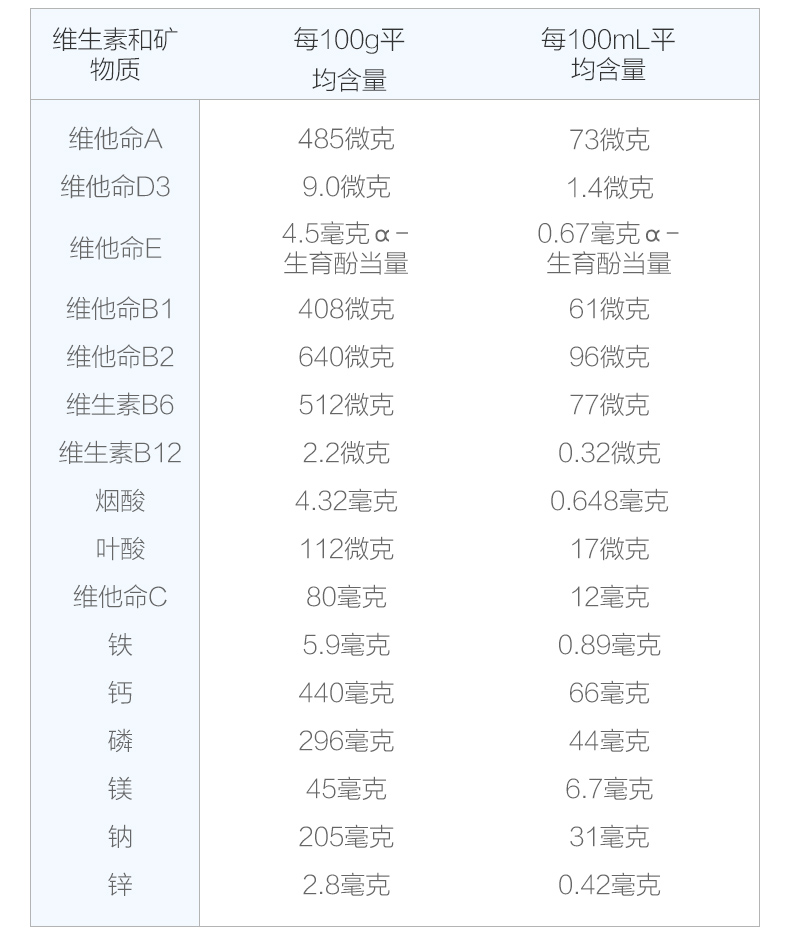 维生素和矿 每100g平 每100mL平
物质 均含量 均含量
维他命A 485微克 73微克
维他命D3 9.0微克 1.4微克
维他命E 4.5毫克α- 0.67毫克α-
生育酚当量 生育酚当量
维他命B1 408微克 61微克
维他命B2 640微克 96微克
维生素B6 512微克 77微克
维生素B12 2.2微克 0.32微克
烟酸 4.32毫克 0.648毫克
叶酸 112微克 17微克
维他命C 80毫克 12毫克
铁 5.9毫克 0.89毫克
钙 440毫克 66毫克
磷 296毫克 44毫克
镁 45毫克 6.7毫克
钠 205毫克 31毫克
锌 2.8毫克 0.42毫克